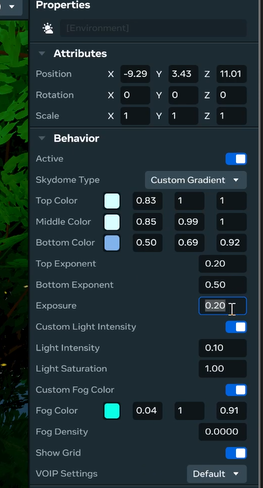 Properties
[Environment]
Attributes
Position X -9.29 Y 3.43 Z 11.01
Rotation X 0 Y 0 Z 0
Scale X 1 Y 1 Z 1
Behavior
Active
Skydome Type Custom Gradient
Top Color 0.83 1 1
Middle Color 0.85 0.99 1
Bottom Color 0.50 0.69 0.92
Top Exponent 0.20
Bottom Exponent 0.50
Exposure 0.20
Custom Light Intensity
Light Intensity 0.10
Light Saturation 1.00
Custom Fog Color
Fog Color 0.04 1 0.91
Fog Density 0.0000
Show Grid
VOIP Settings Default